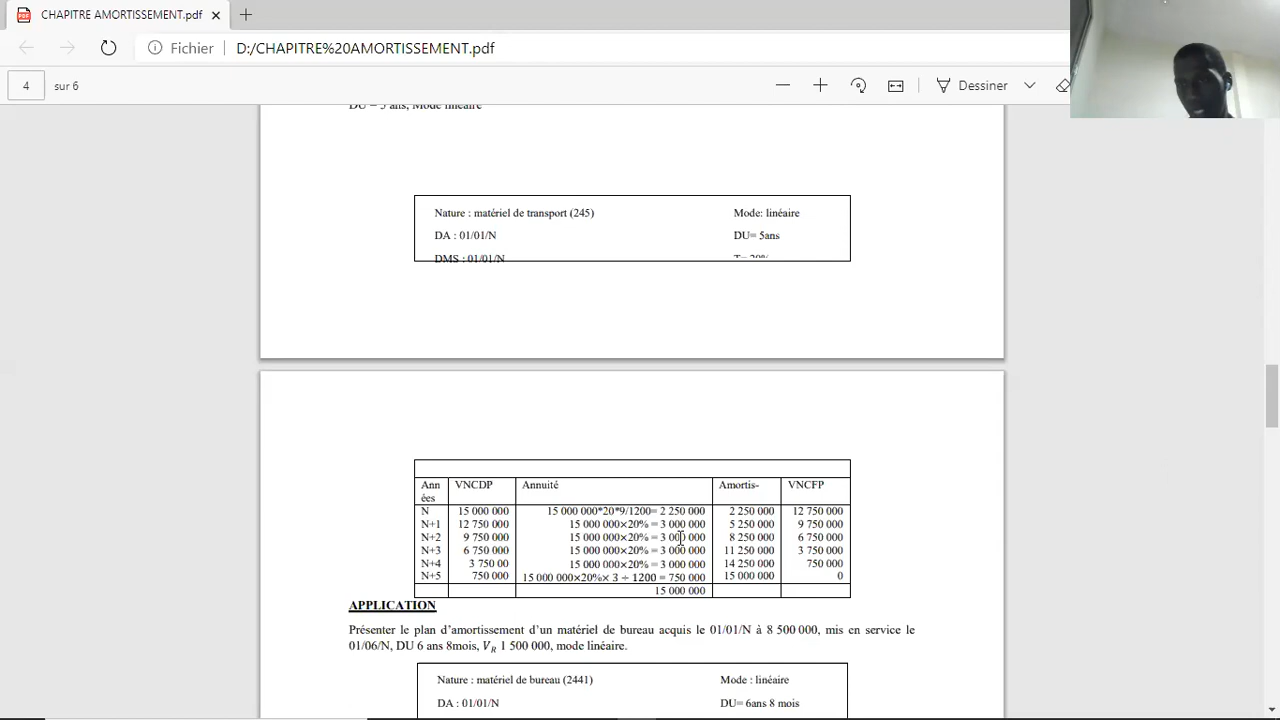 CHAPITRE AMORTISSEMENT.pdf
Fichier D:/CHAPITRE%20AMORTISSEMENT.pdf
4 sur 6 Dessiner
DU = 5 ans, Mode linéaire
Nature : matériel de transport (245) Mode: linéaire
DA : 01/01/N DU= 5ans
DMS : 01/01/N T= 20%
Ann ées VNCDP Annuité Amortis- VNCFP
N 15 000 000 15 000 000*20*9/1200= 2 250 000 2 250 000 12 750 000
N+1 12 750 000 15 000 000×20% = 3 000 000 5 250 000 9 750 000
N+2 9 750 000 15 000 000×20% = 3 000 000 8 250 000 6 750 000
N+3 6 750 000 15 000 000×20% = 3 000 000 11 250 000 3 750 000
N+4 3 750 00 15 000 000×20% = 3 000 000 14 250 000 750 000
N+5 750 000 15 000 000×20%× 3 ÷ 1200 = 750 000 15 000 000 0
15 000 000
APPLICATION
Présenter le plan d'amortissement d'un matériel de bureau acquis le 01/01/N à 8 500 000, mis en service le
01/06/N, DU 6 ans 8mois, VR 1 500 000, mode linéaire.
Nature : matériel de bureau (2441) Mode : linéaire
DA : 01/01/N DU= 6ans 8 mois